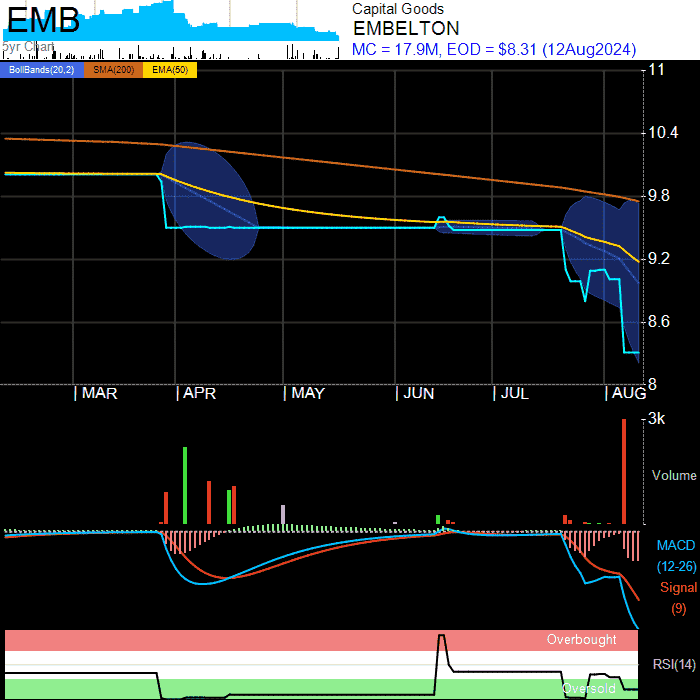 EMB
5yr Chart
Capital Goods
EMBELTON
MC = 17.9M, EOD = $8.31 (12Aug2024)
BollBands(20,2) SMA(200) EMA(50)
11
10.4
9.8
9.2
8.6
8
MAR APR MAY JUN JUL AUG
3k
Volume
MACD
(12-26)
Signal
(9)
Overbought
RSI(14)
Oversold